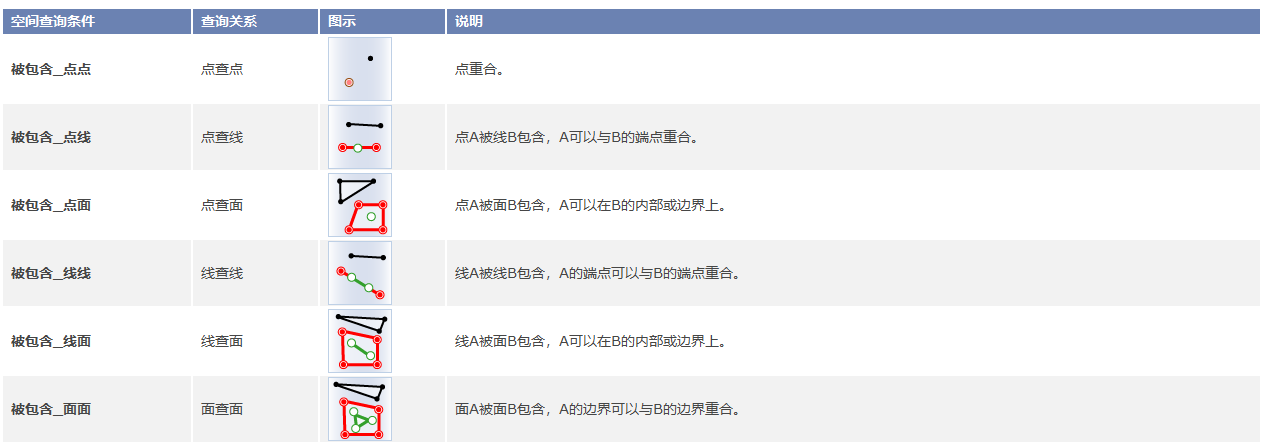 空间查询条件 查询关系 图示 说明
被包含_点点 点查点 点重合。
被包含_点线 点查线 点A被线B包含，A可以与B的端点重合。
被包含_点面 点查面 点A被面B包含，A可以在B的内部或边界上。
被包含_线线 线查线 线A被线B包含，A的端点可以与B的端点重合。
被包含_线面 线查面 线A被面B包含，A可以在B的内部或边界上。
被包含_面面 面查面 面A被面B包含，A的边界可以与B的边界重合。